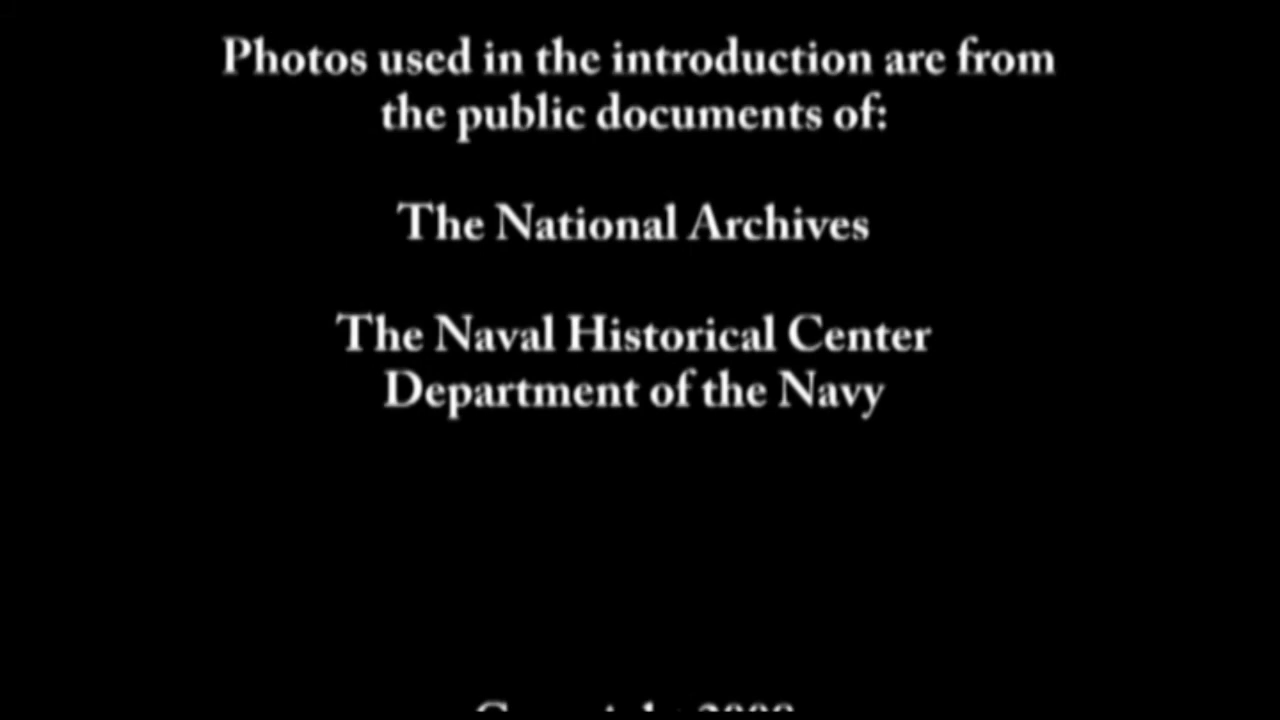 Photos used in the introduction are from
the public documents of:
The National Archives
The Naval Historical Center
Department of the Navy